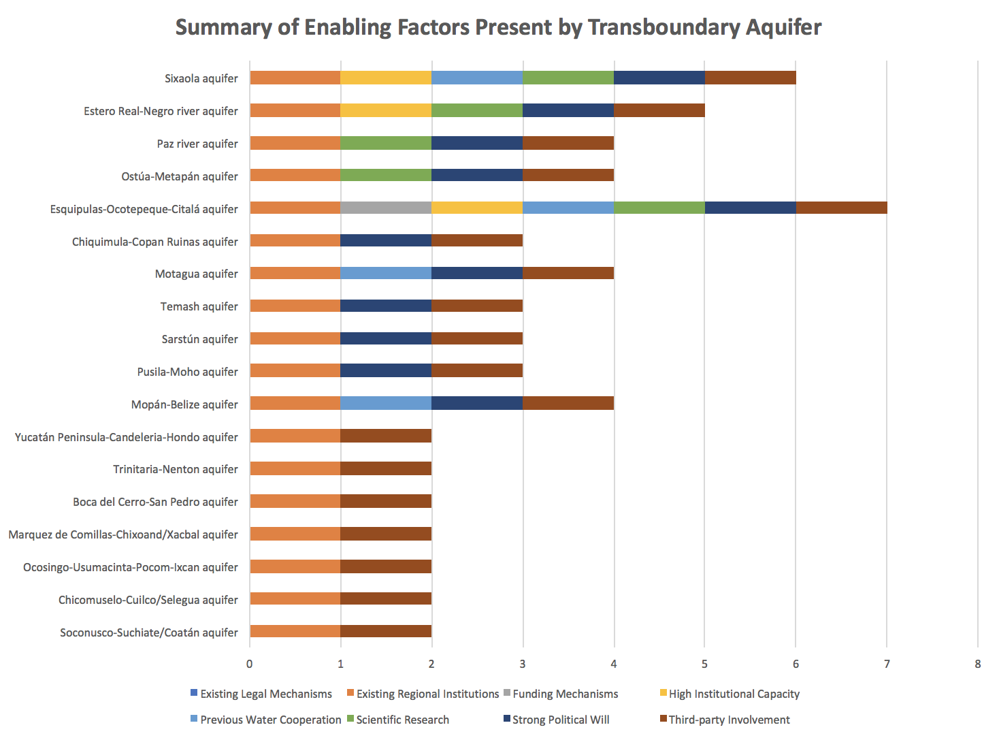 Summary of Enabling Factors Present by Transboundary Aquifer
Sixaola aquifer
Estero Real-Negro river aquifer
Paz river aquifer
Ostúa-Metapán aquifer
Esquipulas-Ocotepeque-Citalá aquifer
Chiquimula-Copan Ruinas aquifer
Motagua aquifer
Temash aquifer
Sarstún aquifer
Pusila-Moho aquifer
Mopán-Belize aquifer
Yucatán Peninsula-Candeleria-Hondo aquifer
Trinitaria-Nenton aquifer
Boca del Cerro-San Pedro aquifer
Marquez de Comillas-Chixoand/Xacbal aquifer
Ocosingo-Usumacinta-Pocom-Ixcan aquifer
Chicomuselo-Cuilco/Selegua aquifer
Soconusco-Suchiate/Coatán aquifer
0 1 2 3 4 5 6 7 8
Existing Legal Mechanisms Existing Regional Institutions Funding Mechanisms High Institutional Capacity
Previous Water Cooperation Scientific Research Strong Political Will Third-party Involvement